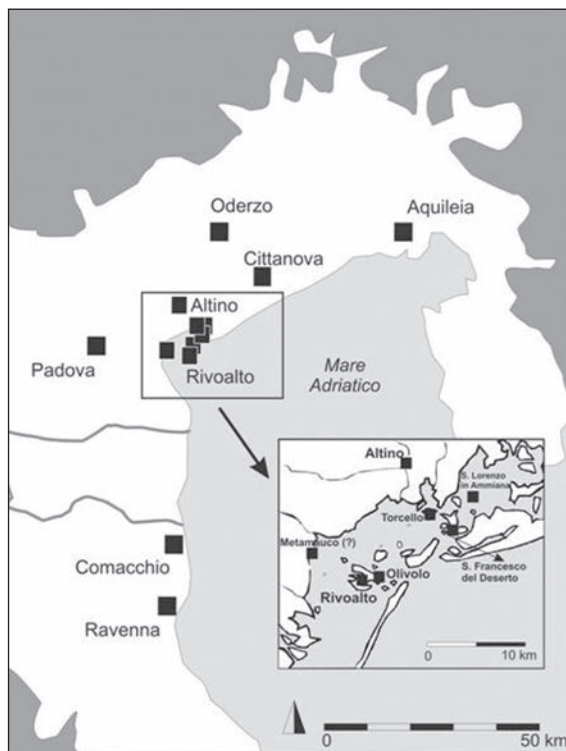 Oderzo
Aquileia
Cittanova
Altino
Padova
Rivoalto
Mare
Adriatico
Comacchio
Ravenna
Altino
S. Lorenzo
in Ammiana
Torcello
Metamauco (?)
Olivolo
S. Francesco
del Deserto
Rivoalto
0 10 km
0 50 km